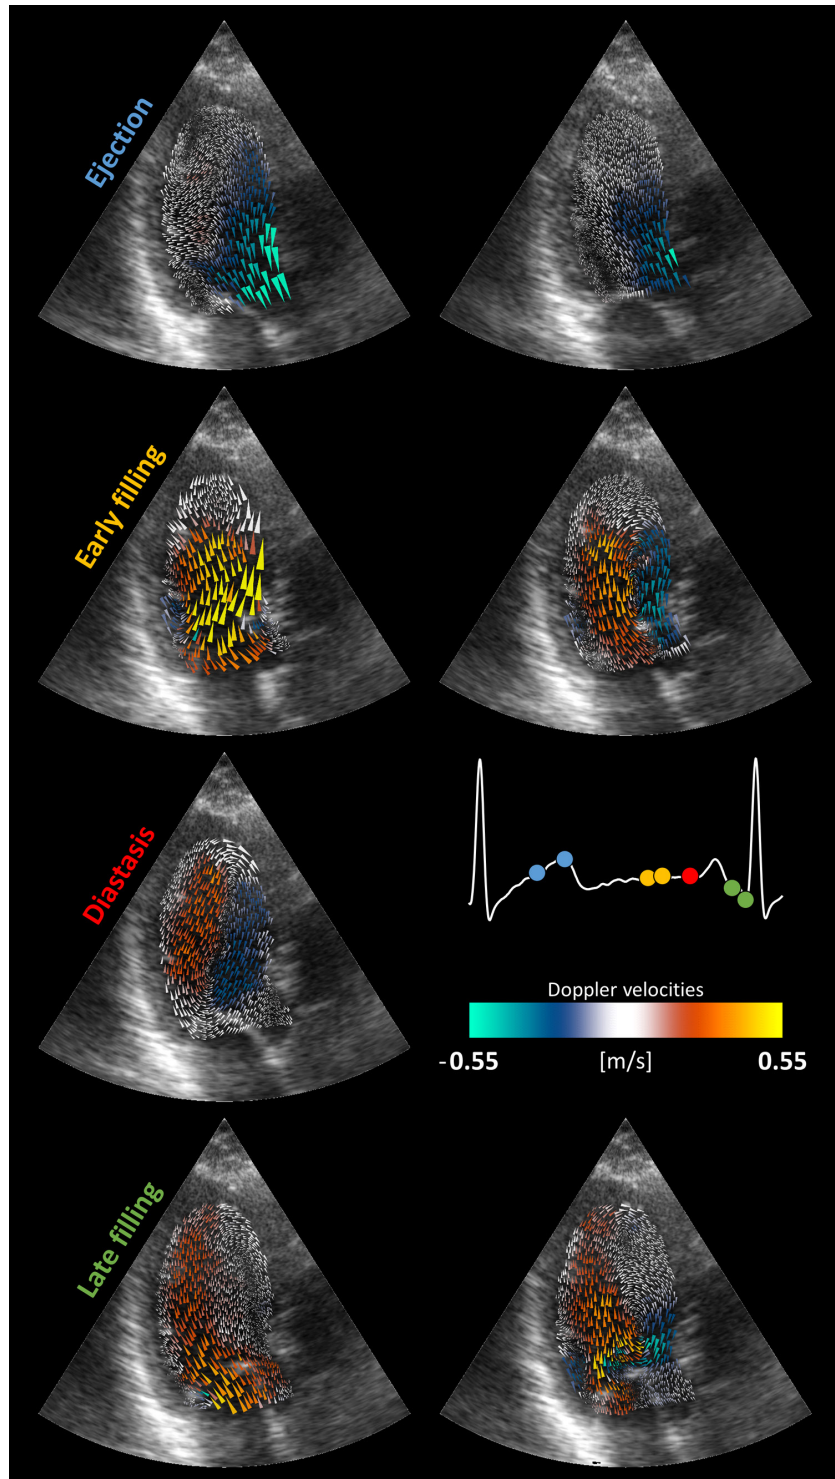 Ejection
Early filling
Diastasis
Doppler velocities
-0.55
[m/s]
0.55
Late filling